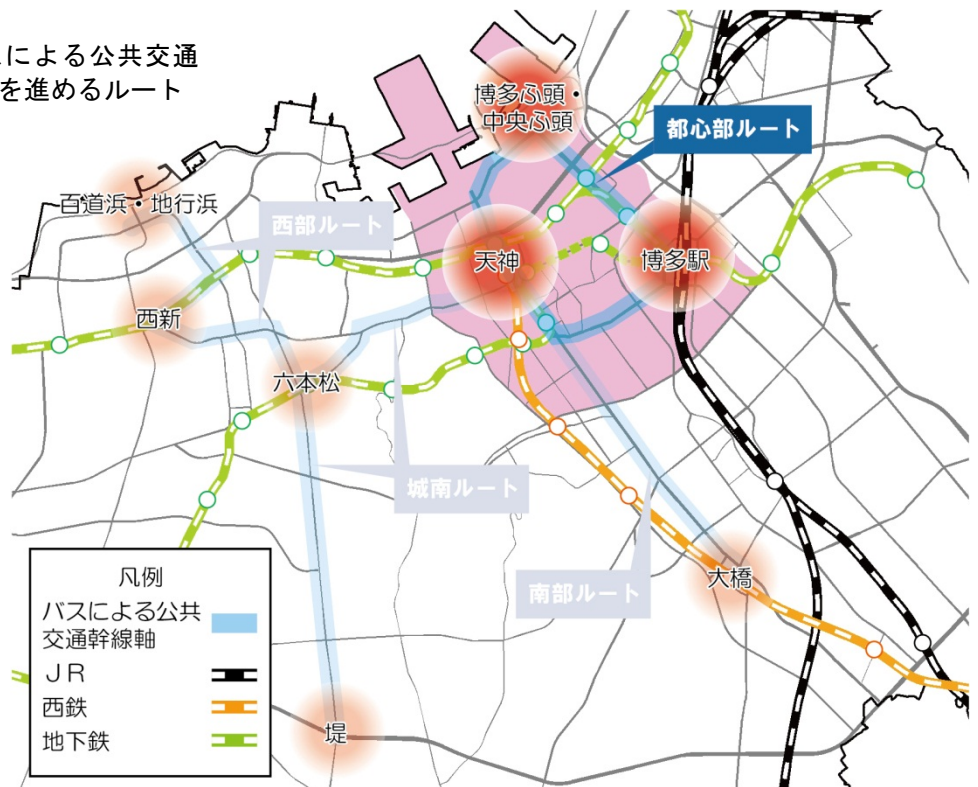 による公共交通
を進めるルート
博多ふ頭・
中央ふ頭
都心部ルート
百道浜・地行浜
西部ルート
天神
博多駅
西新
六本松
城南ルート
南部ルート
大橋
堤
凡例
バスによる公共
交通幹線軸
ＪＲ
西鉄
地下鉄